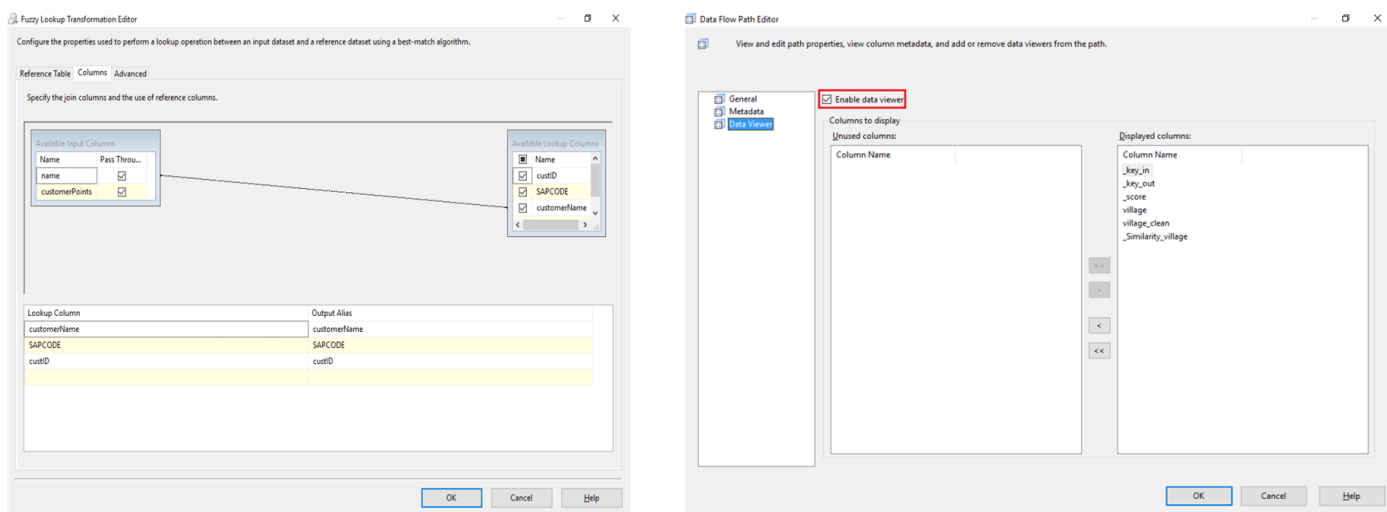 Fuzzy Lookup Transformation Editor
Configure the properties used to perform a lookup operation between an input dataset and a reference dataset using a best-match algorithm.
Reference Table Columns Advanced
Specify the join columns and the use of reference columns.
Available Input Columns
Name Pass Throu...
name
customerPoints
Available Lookup Columns
Name
custID
SAPCODE
customerName
Lookup Column Output Alias
customerName customerName
SAPCODE SAPCODE
custID custID
OK Cancel Help
Data Flow Path Editor
View and edit path properties, view column metadata, and add or remove data viewers from the path.
General
Metadata
Data Viewer
Enable data viewer
Columns to display
Unused columns:
Column Name
>>
>
<
<<
Displayed columns:
Column Name
_key_in
_key_out
_score
village
village_clean
_Similarity_village
OK Cancel Help